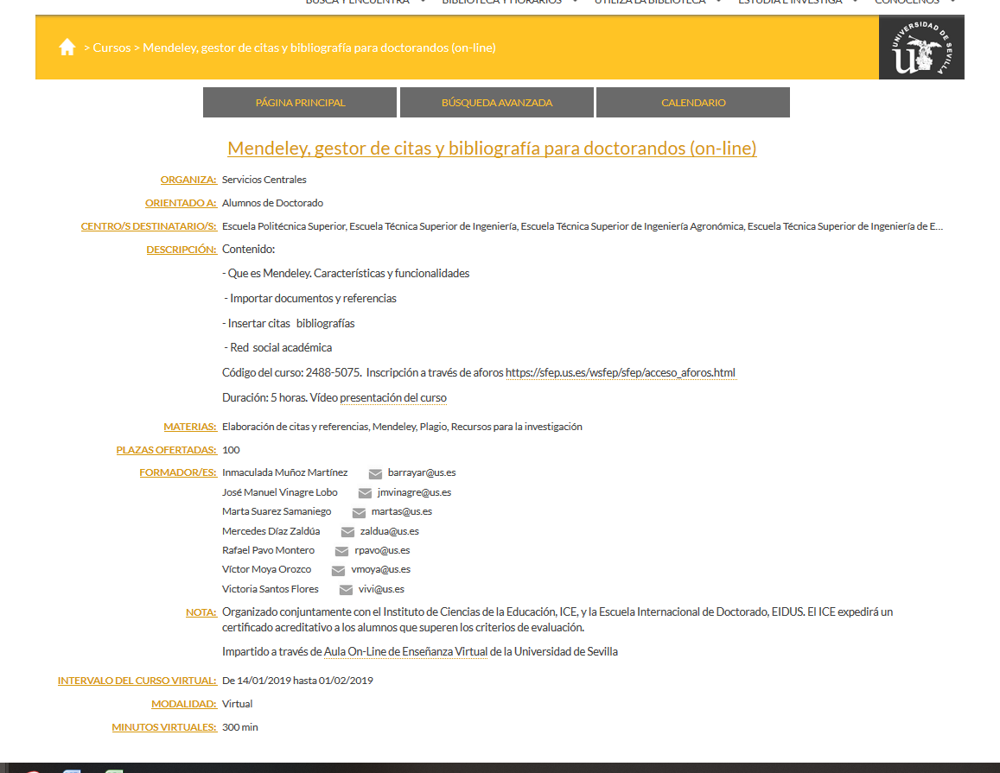 BUSCA Y ENCUENTRA BIBLIOTECA Y HORARIOS UTILIZA LA BIBLIOTECA ESTUDIA E INVESTIGA CONÓCENOS
> Cursos > Mendeley, gestor de citas y bibliografía para doctorandos (on-line)
UNIVERSIDAD DE SEVILLA
PÁGINA PRINCIPAL BÚSQUEDA AVANZADA CALENDARIO
Mendeley, gestor de citas y bibliografía para doctorandos (on-line)
ORGANIZA: Servicios Centrales
ORIENTADO A: Alumnos de Doctorado
CENTRO/S DESTINATARIO/S: Escuela Politécnica Superior, Escuela Técnica Superior de Ingeniería, Escuela Técnica Superior de Ingeniería Agronómica, Escuela Técnica Superior de Ingeniería de E...
DESCRIPCIÓN: Contenido:
- Que es Mendeley. Características y funcionalidades
- Importar documentos y referencias
- Insertar citas bibliografías
- Red social académica
Código del curso: 2488-5075. Inscripción a través de aforos https://sfep.us.es/wsfep/sfep/acceso_aforos.html
Duración: 5 horas. Vídeo presentación del curso
MATERIAS: Elaboración de citas y referencias, Mendeley, Plagio, Recursos para la investigación
PLAZAS OFERTADAS: 100
FORMADOR/ES: Inmaculada Muñoz Martínez barrayar@us.es
José Manuel Vinagre Lobo jmvinagre@us.es
Marta Suarez Samaniego martas@us.es
Mercedes Díaz Zaldúa zaldua@us.es
Rafael Pavo Montero rpavo@us.es
Víctor Moya Orozco vmoya@us.es
Victoria Santos Flores vivi@us.es
NOTA: Organizado conjuntamente con el Instituto de Ciencias de la Educación, ICE, y la Escuela Internacional de Doctorado, EIDUS. El ICE expedirá un
certificado acreditativo a los alumnos que superen los criterios de evaluación.
Impartido a través de Aula On-Line de Enseñanza Virtual de la Universidad de Sevilla
INTERVALO DEL CURSO VIRTUAL: De 14/01/2019 hasta 01/02/2019
MODALIDAD: Virtual
MINUTOS VIRTUALES: 300 min